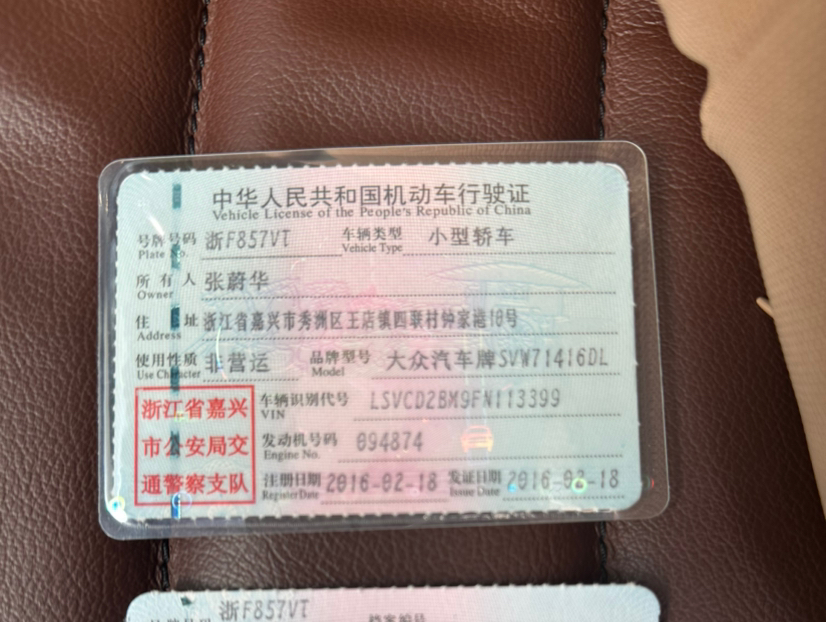 中华人民共和国机动车行驶证
Vehicle License of the People's Republic of China
号牌号码 浙F857VT 车辆类型 小型轿车
Plate No. Vehicle Type
所有人 张蔚华
Owner
住址 浙江省嘉兴市秀洲区王店镇四联村钟家港10号
Address
使用性质 非营运 品牌型号 大众汽车牌SVW71416DL
Use Character Model
浙江省嘉兴 车辆识别代号 LSVCD2BM9FN113399
VIN
市公安局交 发动机号码 094874
Engine No.
通警察支队 注册日期 2016-02-18 发证日期 2016-02-18
Register Date Issue Date
浙F857VT